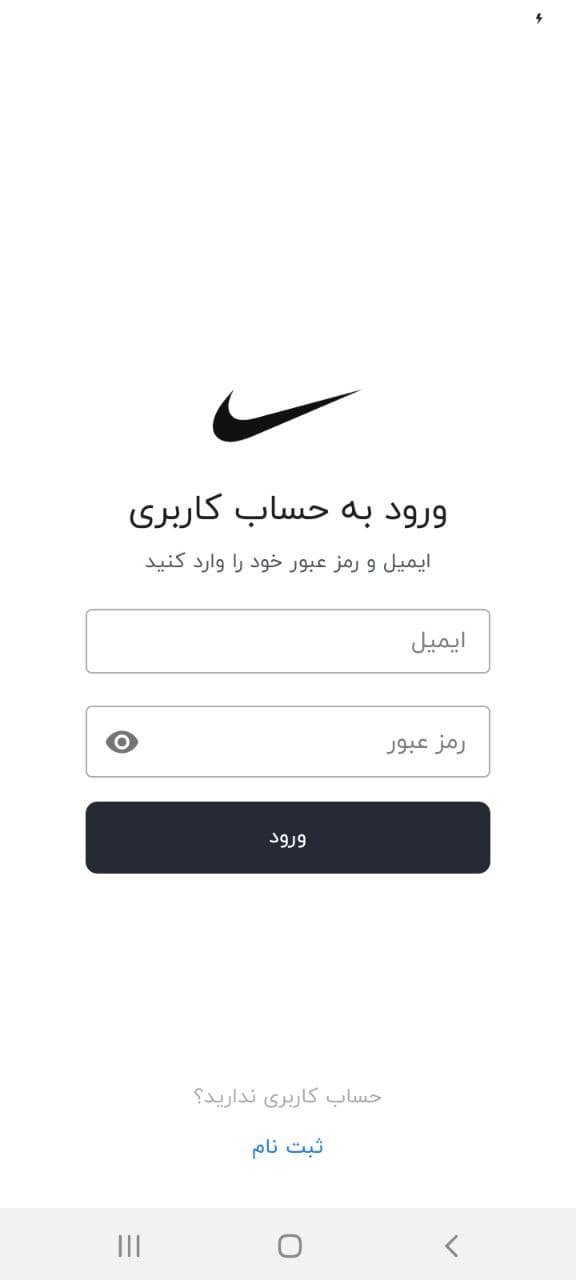 ورود به حساب کاربری
ایمیل و رمز عبور خود را وارد کنید
ایمیل
رمز عبور
ورود
حساب کاربری ندارید؟
ثبت نام